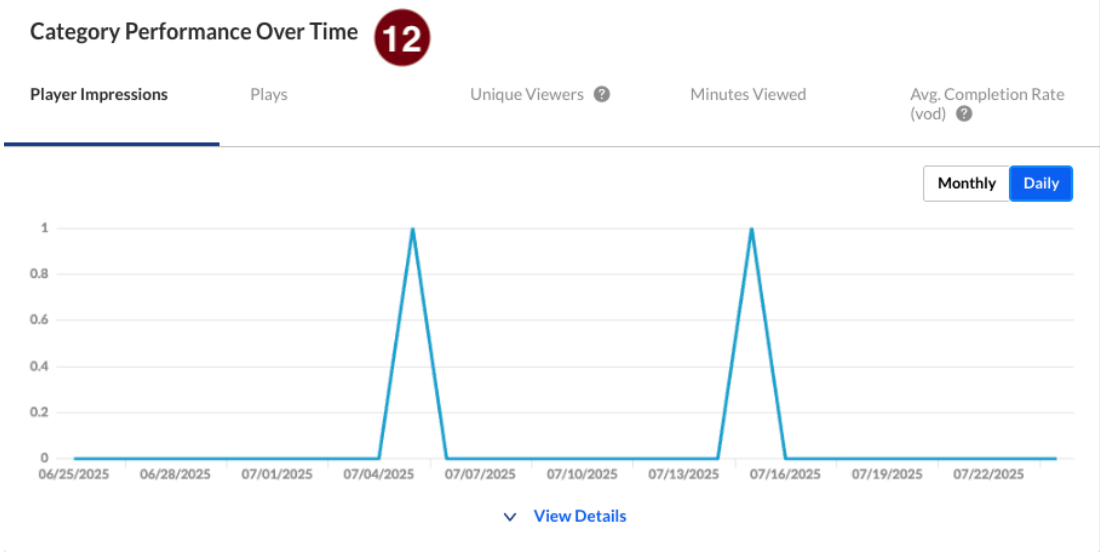 Category Performance Over Time 12
Player Impressions Plays Unique Viewers ? Minutes Viewed Avg. Completion Rate
(vod) ?
Monthly Daily
1
0.8
0.6
0.4
0.2
0
06/25/2025 06/28/2025 07/01/2025 07/04/2025 07/07/2025 07/10/2025 07/13/2025 07/16/2025 07/19/2025 07/22/2025
View Details